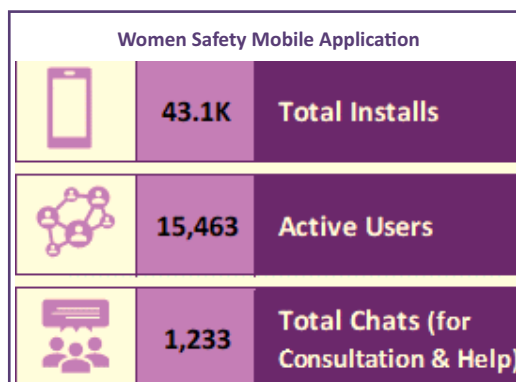 Women Safety Mobile Application
43.1K Total Installs
15,463 Active Users
1,233 Total Chats (for
Consultation & Help)